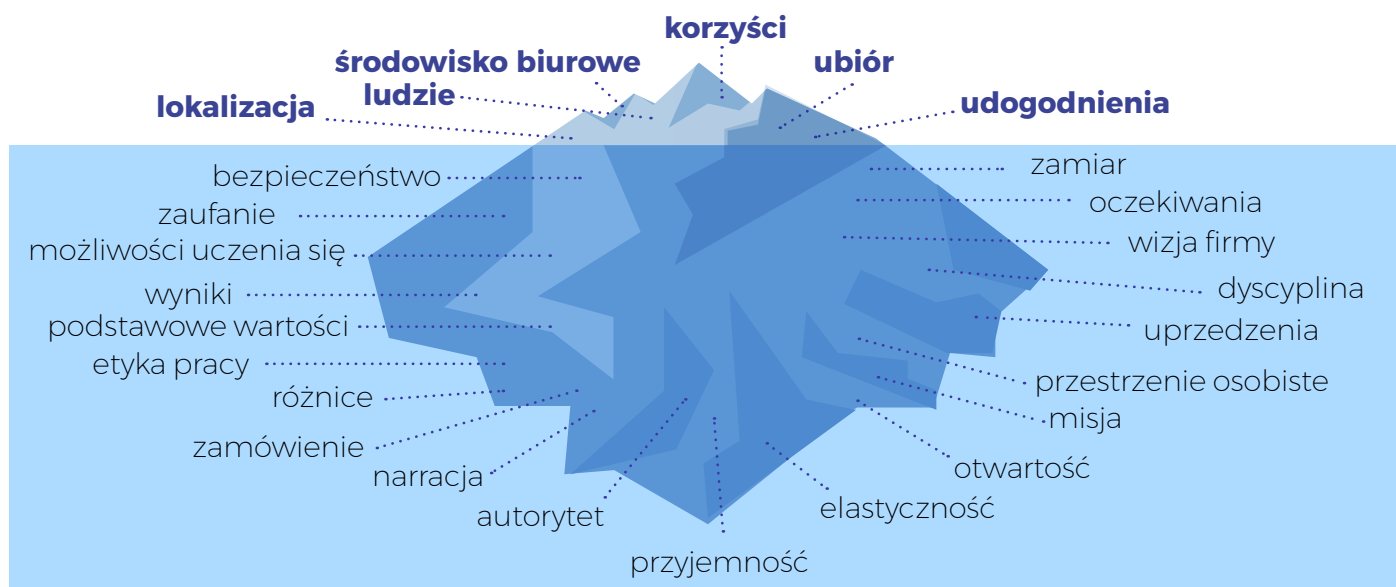 korzyści
środowisko biurowe
ubiór
ludzie
lokalizacja
udogodnienia
bezpieczeństwo
zamiar
zaufanie
oczekiwania
możliwości uczenia się
wizja firmy
wyniki
dyscyplina
podstawowe wartości
uprzedzenia
etyka pracy
przestrzenie osobiste
różnice
misja
zamówienie
otwartość
narracja
elastyczność
autorytet
przyjemność